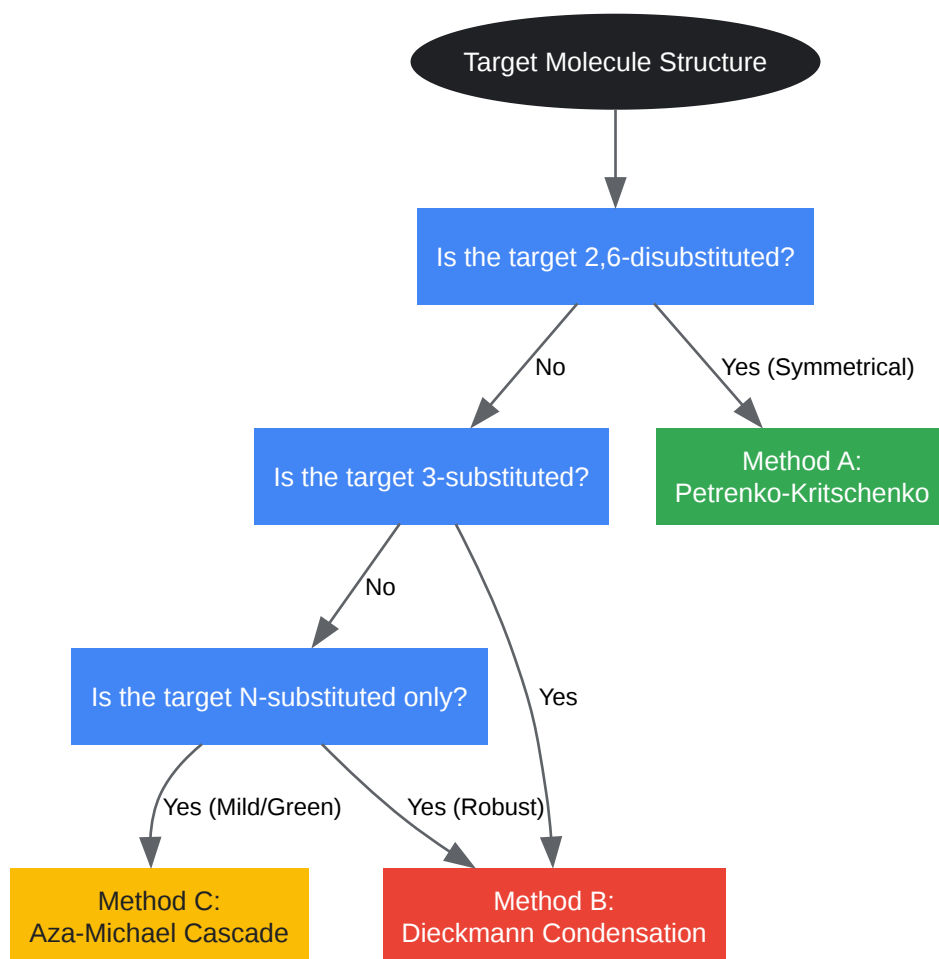 Target Molecule Structure
Is the target 2,6-disubstituted?
No
Yes (Symmetrical)
Is the target 3-substituted?
Method A:
Petrenko-Kritschenko
No
Is the target N-substituted only?
Yes
Yes (Mild/Green)
Yes (Robust)
Method C:
Aza-Michael Cascade
Method B:
Dieckmann Condensation